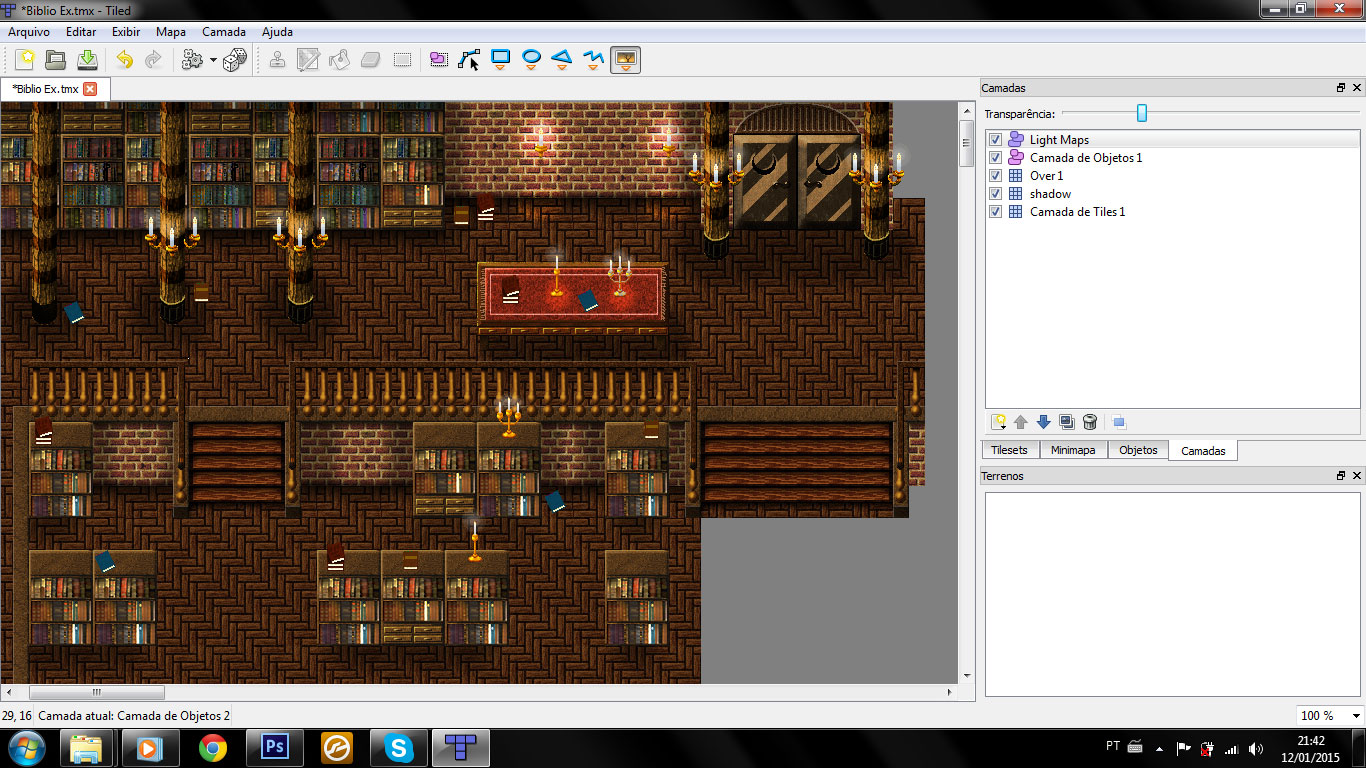 *Biblio Ex.tmx - Tiled
Arquivo Editar Exibir Mapa Camada Ajuda
*Biblio Ex.tmx
Camadas
Transparência:
Light Maps
Camada de Objetos 1
Over 1
shadow
Camada de Tiles 1
Tilesets Minimapa Objetos Camadas
Terrenos
29, 16 Camada atual: Camada de Objetos 2
100 %
Ps
PT
21:42
12/01/2015